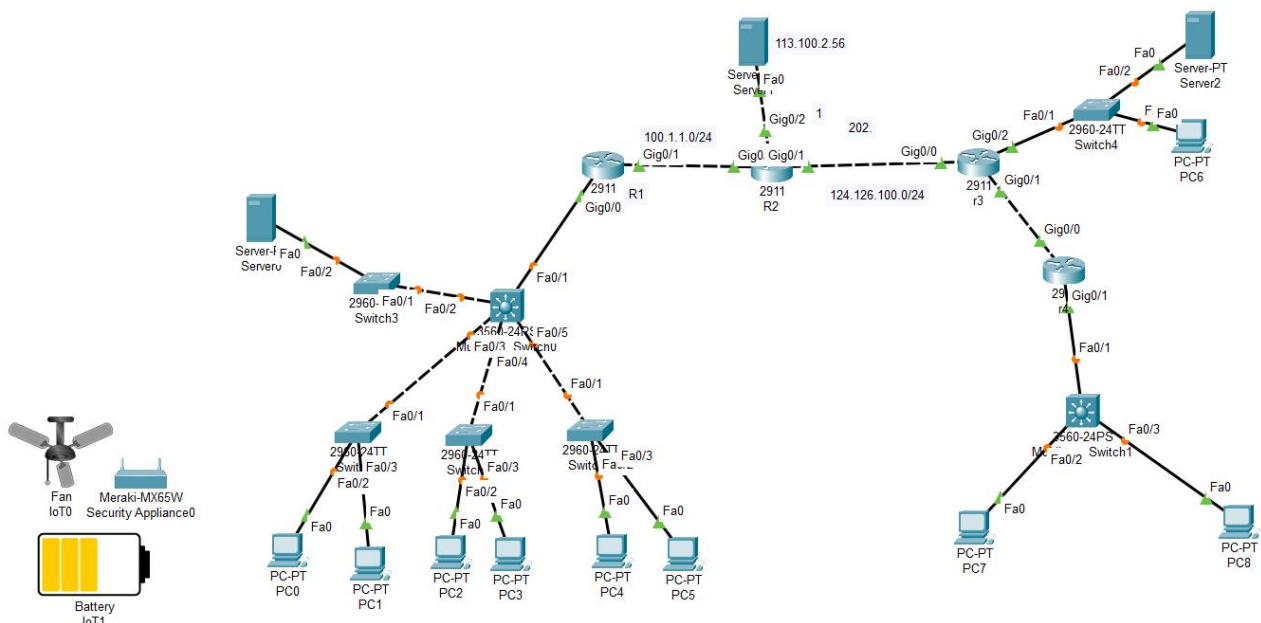 113.100.2.56
Fa0
Gig0/2
1
100.1.1.0/24
202.
Gig0/1
Gig0/1
Gig0/0
2911
R1
2911
R2
124.126.100.0/24
Gig0/0
Gig0/2
Fa0/1
Fa0/2
Fa0
Server-PT
Server2
Fa0
2960-24TT
Switch4
PC-PT
PC6
2911
r3
Gig0/1
Gig0/0
Gig0/1
Fa0/1
Fa0
Fa0/2
Fa0/1
Switch3
Fa0/2
Fa0/1
Fa0/5
Fa0/3
Fa0/4
Fa0/1
Fa0/1
Fa0/1
2960-24TT
Fa0/3
Fa0/2
Fa0/3
Fa0/2
Fa0/3
Fa0
Fa0
Fa0
Fa0
Fa0
Fa0
PC-PT
PC0
PC-PT
PC1
PC-PT
PC2
PC-PT
PC3
PC-PT
PC4
PC-PT
PC5
3560-24PS
Switch1
Fa0/3
Fa0/2
Fa0
Fa0
PC-PT
PC7
PC-PT
PC8
Fan
IoT0
Meraki-MX65W
Security Appliance0
Battery
IoT1